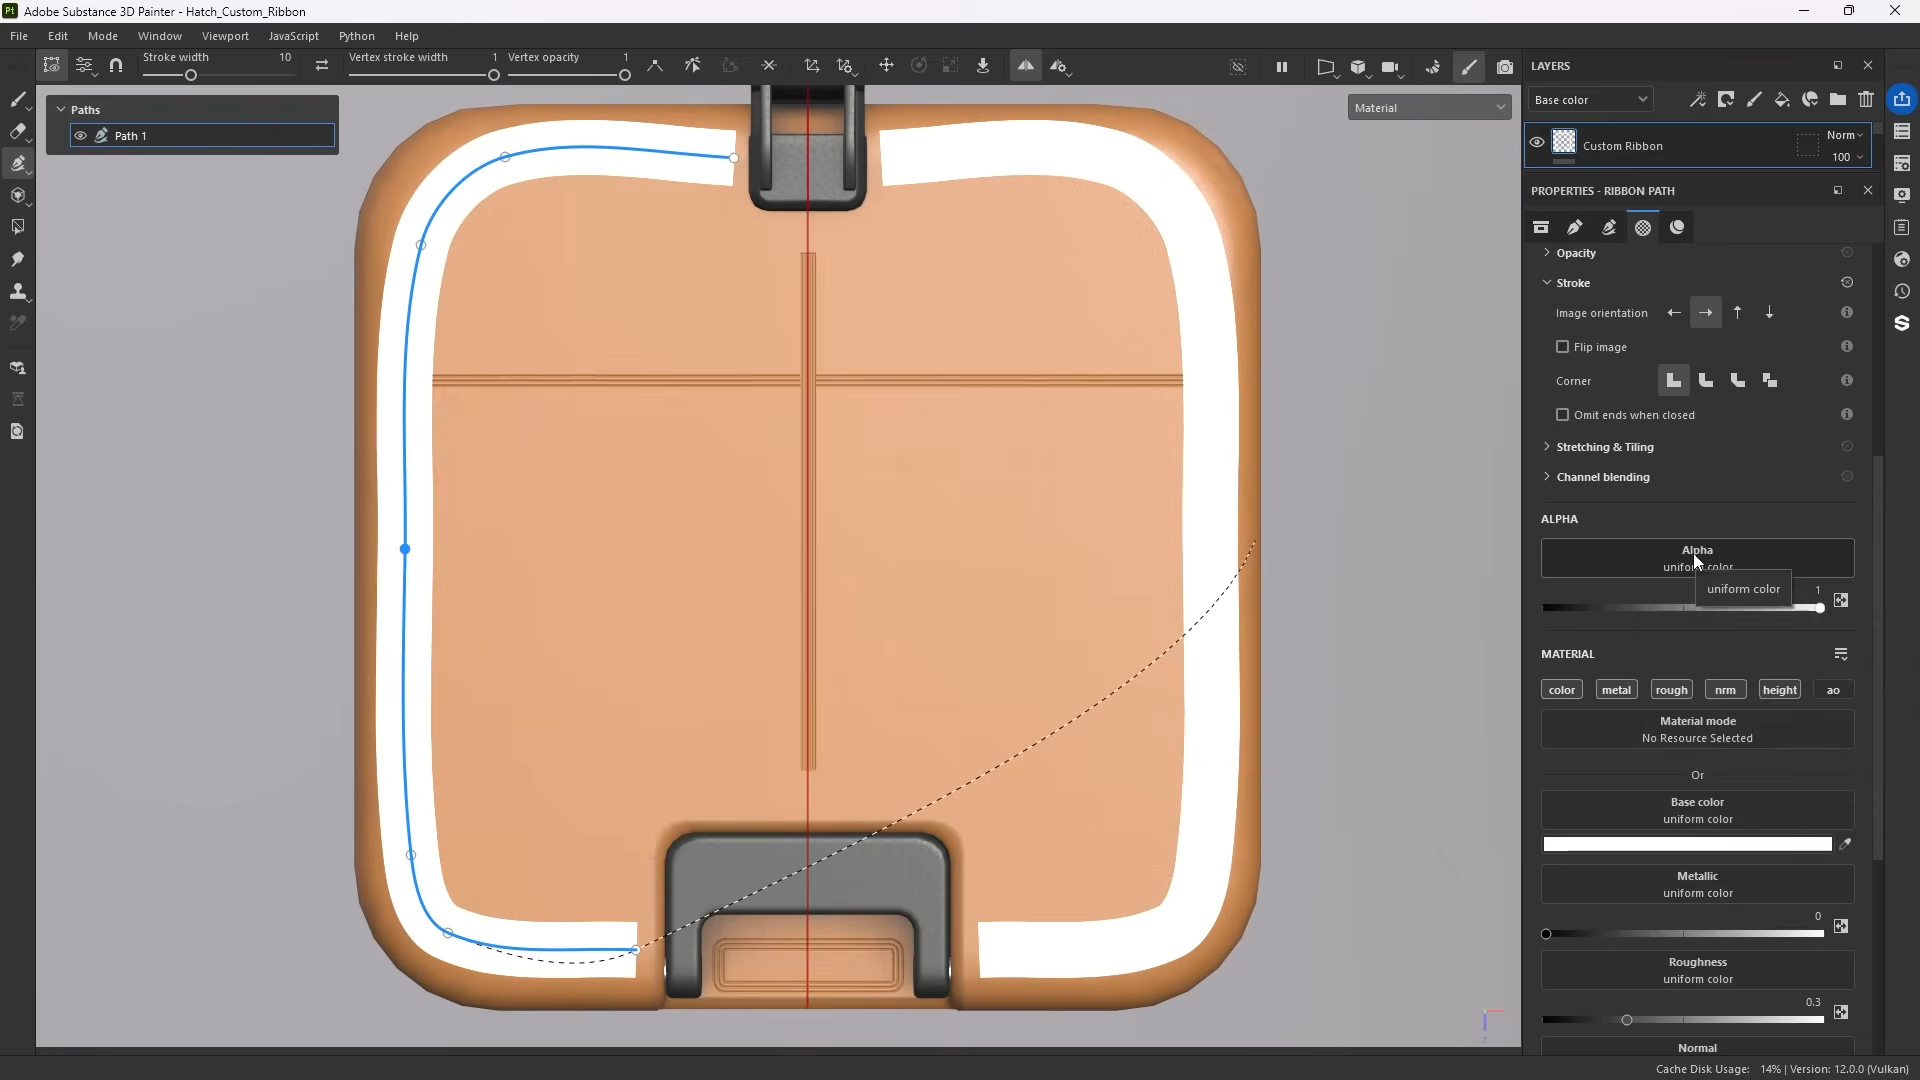 Pt Adobe Substance 3D Painter - Hatch_Custom_Ribbon
File Edit Mode Window Viewport JavaScript Python Help
Stroke width 10 Vertex stroke width 1 Vertex opacity 1
LAYERS
Paths
Path 1
Material
Base color
Custom Ribbon
Norm
100
PROPERTIES - RIBBON PATH
Opacity
Stroke
Image orientation
Flip image
Corner
Omit ends when closed
Stretching & Tiling
Channel blending
ALPHA
Alpha
uniform color
uniform color
1
MATERIAL
color metal rough nrm height ao
Material mode
No Resource Selected
Or
Base color
uniform color
Metallic
uniform color
0
Roughness
uniform color
0.3
Normal
Cache Disk Usage: 14% | Version: 12.0.0 (Vulkan)